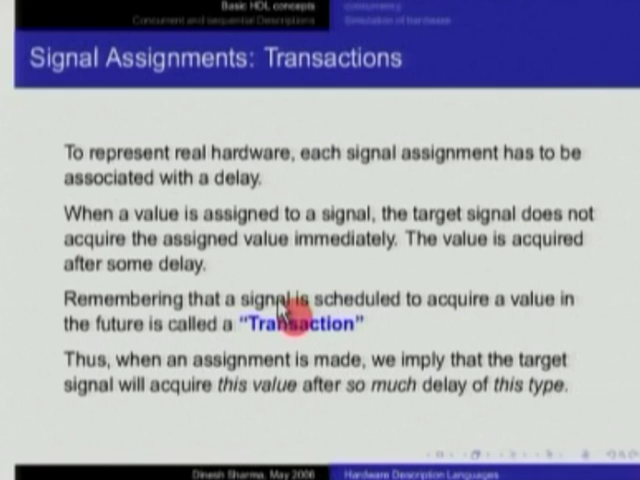 Basic HDL concepts
Concurrency
Concurrent and sequential Descriptions
Simulation of hardware
Signal Assignments: Transactions
To represent real hardware, each signal assignment has to be
associated with a delay.
When a value is assigned to a signal, the target signal does not
acquire the assigned value immediately. The value is acquired
after some delay.
Remembering that a signal is scheduled to acquire a value in
the future is called a "Transaction"
Thus, when an assignment is made, we imply that the target
signal will acquire this value after so much delay of this type.
Dinesh Sharma, May 2006
Hardware Description Languages